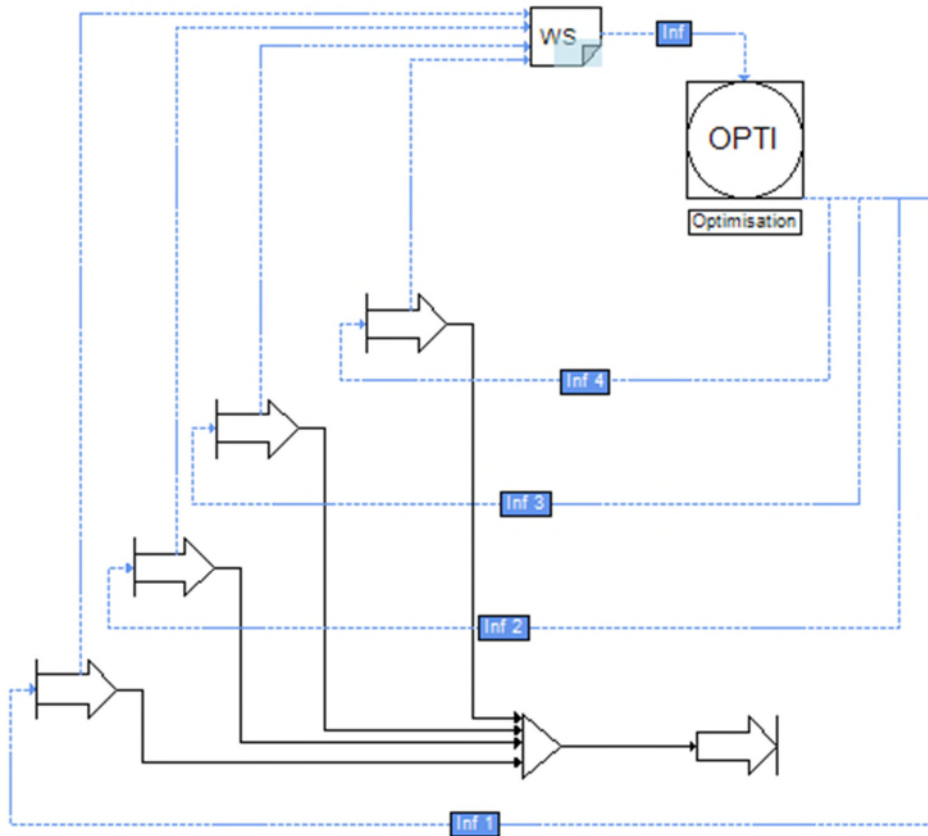 WS
Inf
OPTI
Optimisation
Inf 4
Inf 3
Inf 2
Inf 1